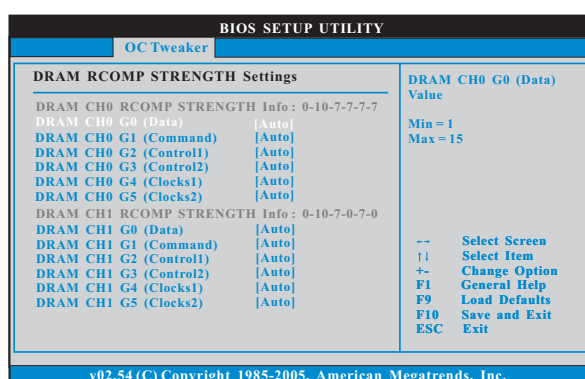 BIOS SETUP UTILITY
OC Tweaker
DRAM RCOMP STRENGTH Settings
DRAM CH0 RCOMP STRENGTH Info : 0-10-7-7-7-7
DRAM CH0 G0 (Data) [Auto]
DRAM CH0 G1 (Command) [Auto]
DRAM CH0 G2 (Control1) [Auto]
DRAM CH0 G3 (Control2) [Auto]
DRAM CH0 G4 (Clocks1) [Auto]
DRAM CH0 G5 (Clocks2) [Auto]
DRAM CH1 RCOMP STRENGTH Info : 0-10-7-0-7-0
DRAM CH1 G0 (Data) [Auto]
DRAM CH1 G1 (Command) [Auto]
DRAM CH1 G2 (Control1) [Auto]
DRAM CH1 G3 (Control2) [Auto]
DRAM CH1 G4 (Clocks1) [Auto]
DRAM CH1 G5 (Clocks2) [Auto]
DRAM CH0 G0 (Data)
Value
Min = 1
Max = 15
←→ Select Screen
↑↓ Select Item
+- Change Option
F1 General Help
F9 Load Defaults
F10 Save and Exit
ESC Exit
v02.54 (C) Copyright 1985-2005, American Megatrends, Inc.